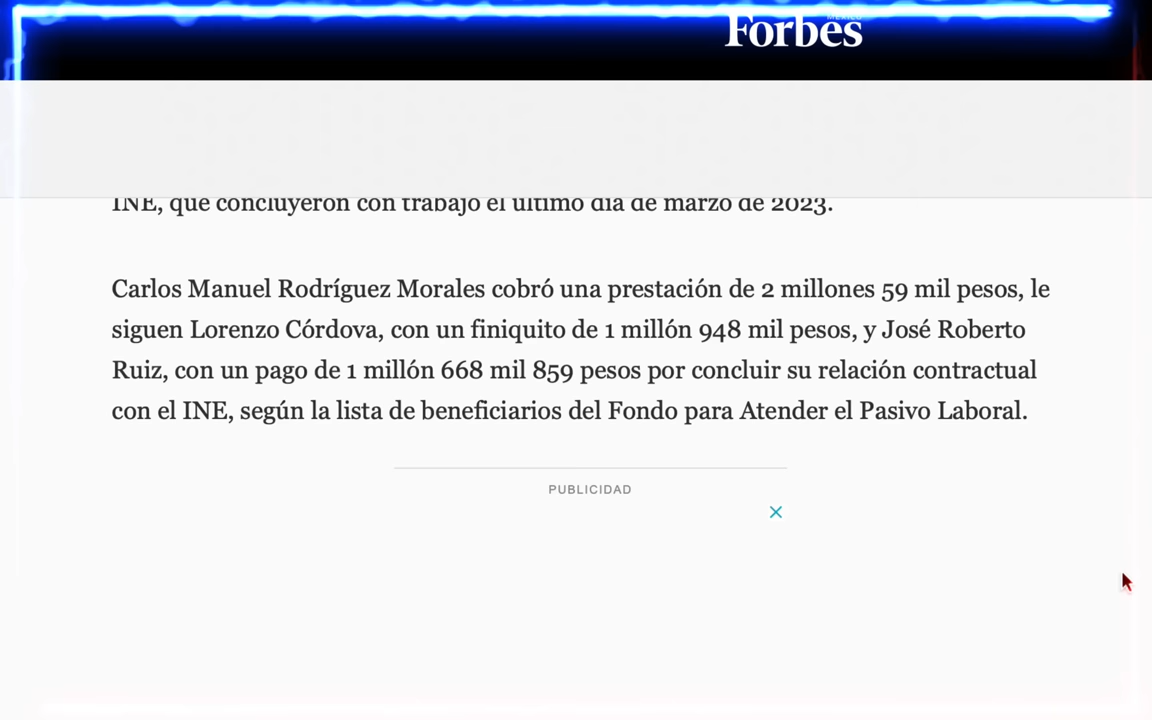 MÉXICO
Forbes
INE, que concluyeron con trabajo el último día de marzo de 2023.
Carlos Manuel Rodríguez Morales cobró una prestación de 2 millones 59 mil pesos, le
siguen Lorenzo Córdova, con un finiquito de 1 millón 948 mil pesos, y José Roberto
Ruiz, con un pago de 1 millón 668 mil 859 pesos por concluir su relación contractual
con el INE, según la lista de beneficiarios del Fondo para Atender el Pasivo Laboral.
PUBLICIDAD